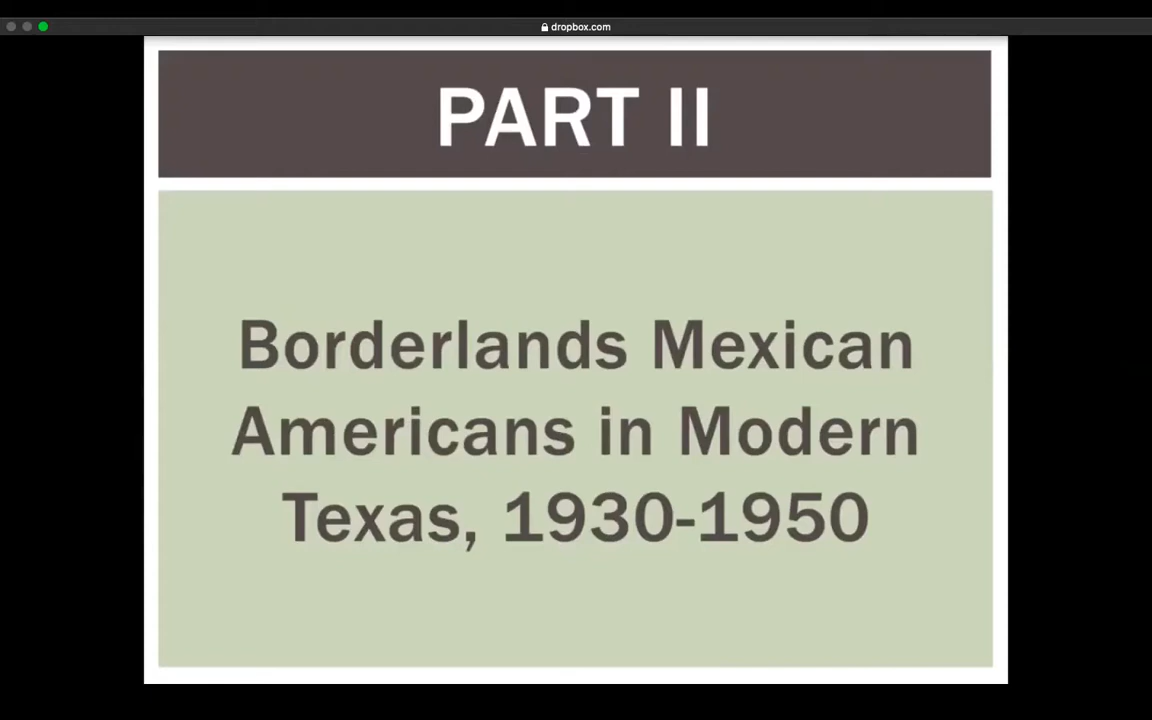 dropbox.com
PART II
Borderlands Mexican
Americans in Modern
Texas, 1930-1950